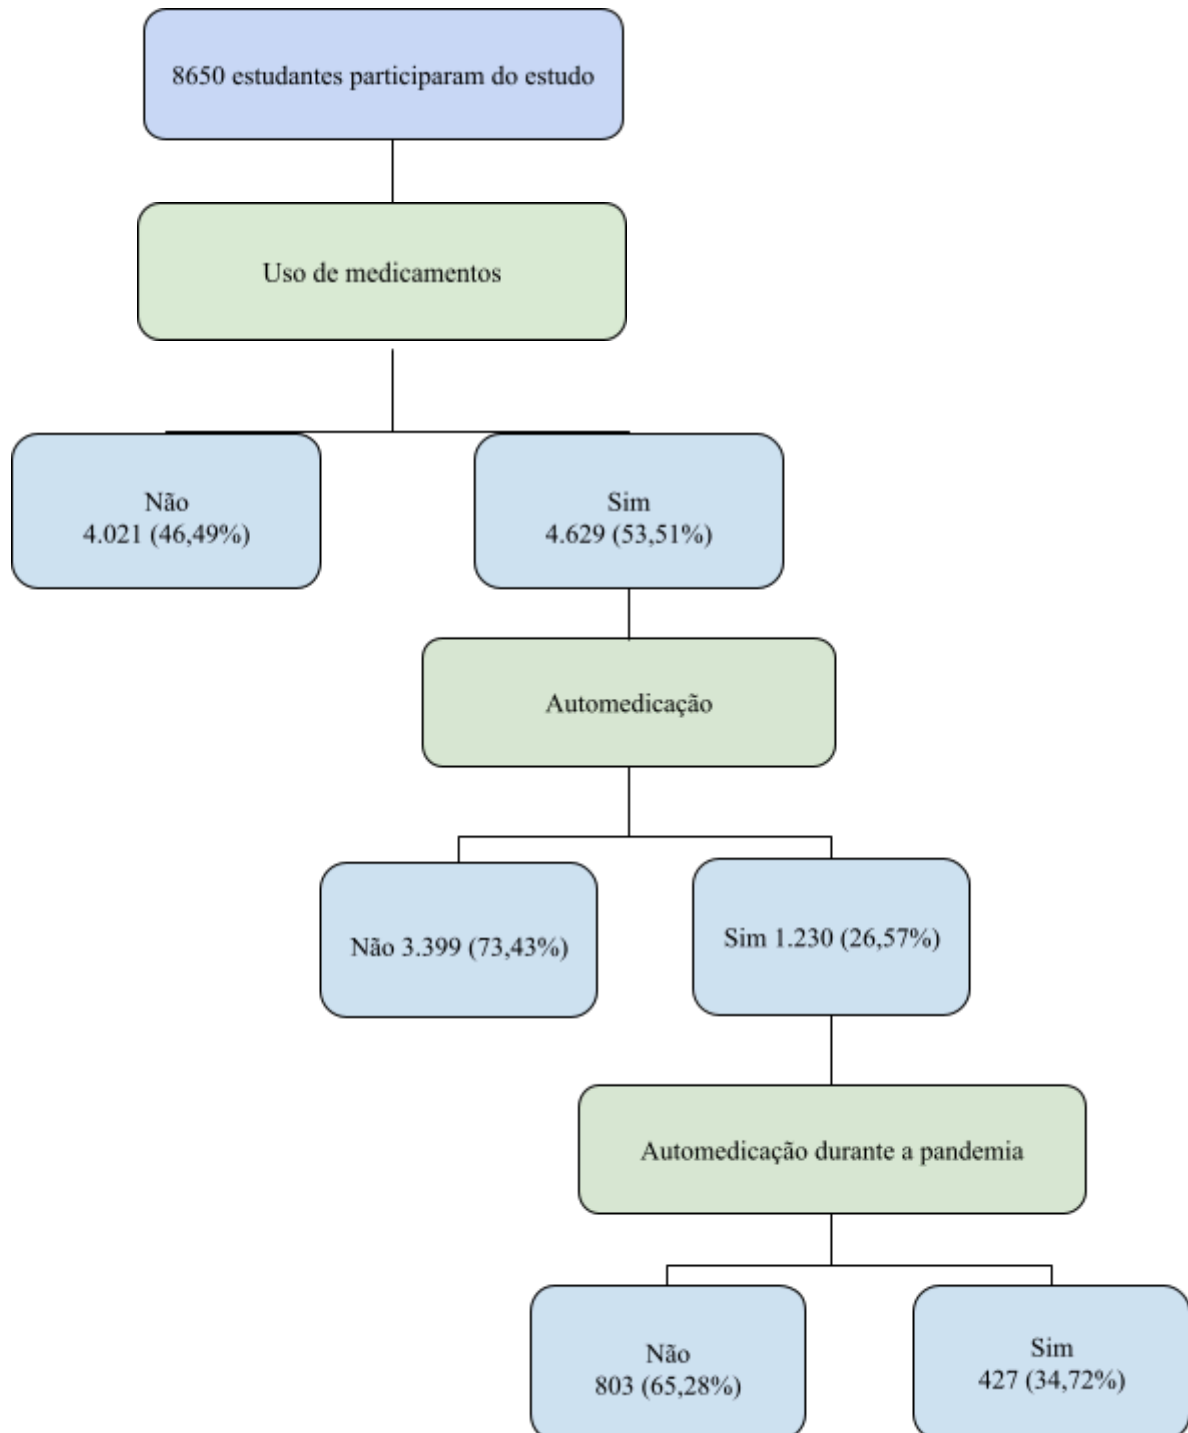 8650 estudantes participaram do estudo
Uso de medicamentos
Não
4.021 (46,49%)
Sim
4.629 (53,51%)
Automedicação
Não 3.399 (73,43%)
Sim 1.230 (26,57%)
Automedicação durante a pandemia
Não
803 (65,28%)
Sim
427 (34,72%)